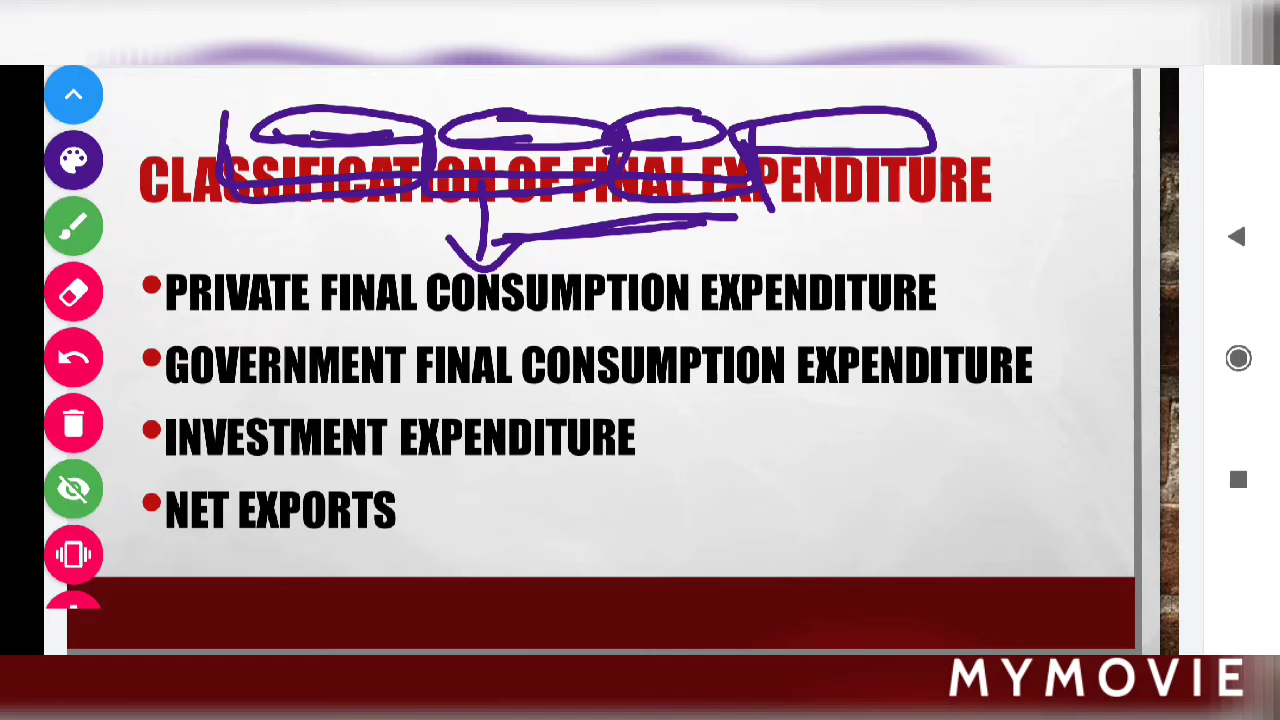 CLASSIFICATION OF FINAL EXPENDITURE
•PRIVATE FINAL CONSUMPTION EXPENDITURE
•GOVERNMENT FINAL CONSUMPTION EXPENDITURE
•INVESTMENT EXPENDITURE
•NET EXPORTS
MYMOVIE